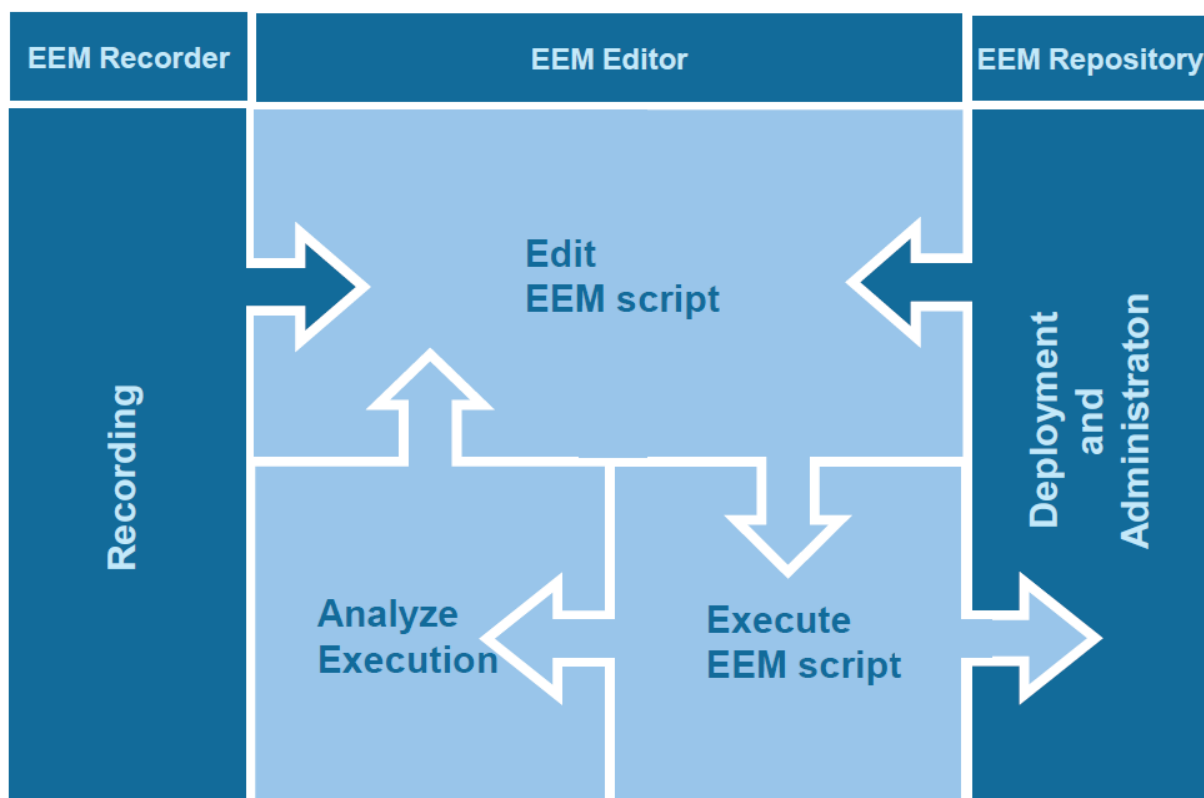 EEM Recorder
EEM Editor
EEM Repository
Recording
Edit
EEM script
Analyze
Execution
Execute
EEM script
Deployment
and
Administraton